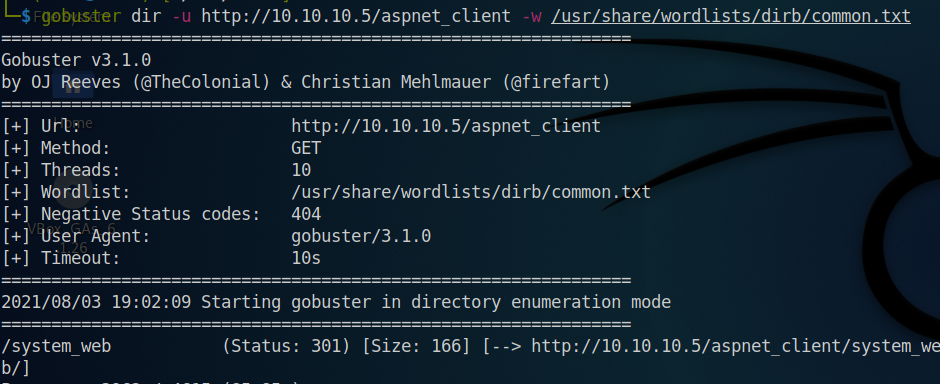 └─$ gobuster dir -u http://10.10.10.5/aspnet_client -w /usr/share/wordlists/dirb/common.txt
===============================================================
Gobuster v3.1.0
by OJ Reeves (@TheColonial) & Christian Mehlmauer (@firefart)
===============================================================
[+] Url:                     http://10.10.10.5/aspnet_client
[+] Method:                  GET
[+] Threads:                 10
[+] Wordlist:                /usr/share/wordlists/dirb/common.txt
[+] Negative Status codes:   404
[+] User Agent:              gobuster/3.1.0
[+] Timeout:                 10s
===============================================================
2021/08/03 19:02:09 Starting gobuster in directory enumeration mode
===============================================================
/system_web           (Status: 301) [Size: 166] [--> http://10.10.10.5/aspnet_client/system_we
b/]